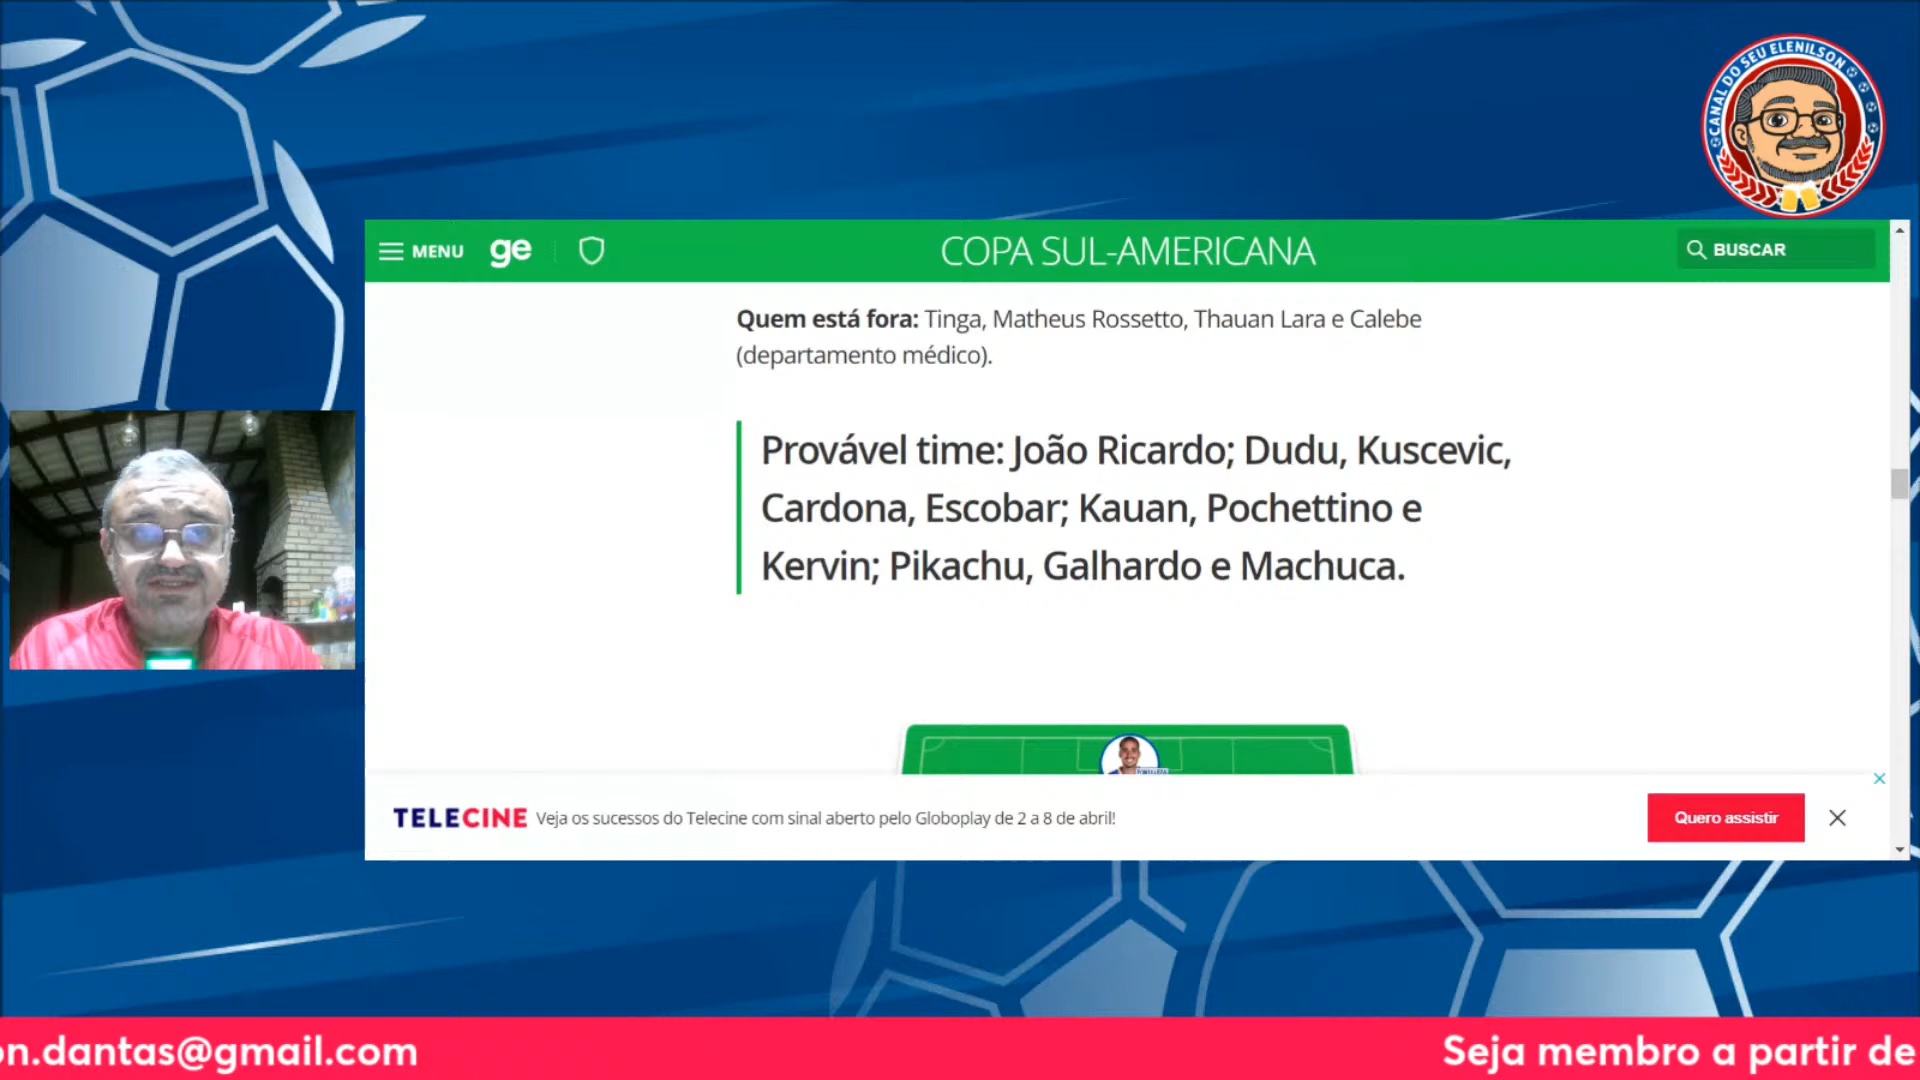 CANAL DO SEU ELENILSON
MENU
ge
COPA SUL-AMERICANA
BUSCAR
Quem está fora: Tinga, Matheus Rossetto, Thauan Lara e Calebe
(departamento médico).
Provável time: João Ricardo; Dudu, Kuscevic,
Cardona, Escobar; Kauan, Pochettino e
Kervin; Pikachu, Galhardo e Machuca.
TELECINE Veja os sucessos do Telecine com sinal aberto pelo Globoplay de 2 a 8 de abril!
Quero assistir
on.dantas@gmail.com
Seja membro a partir de